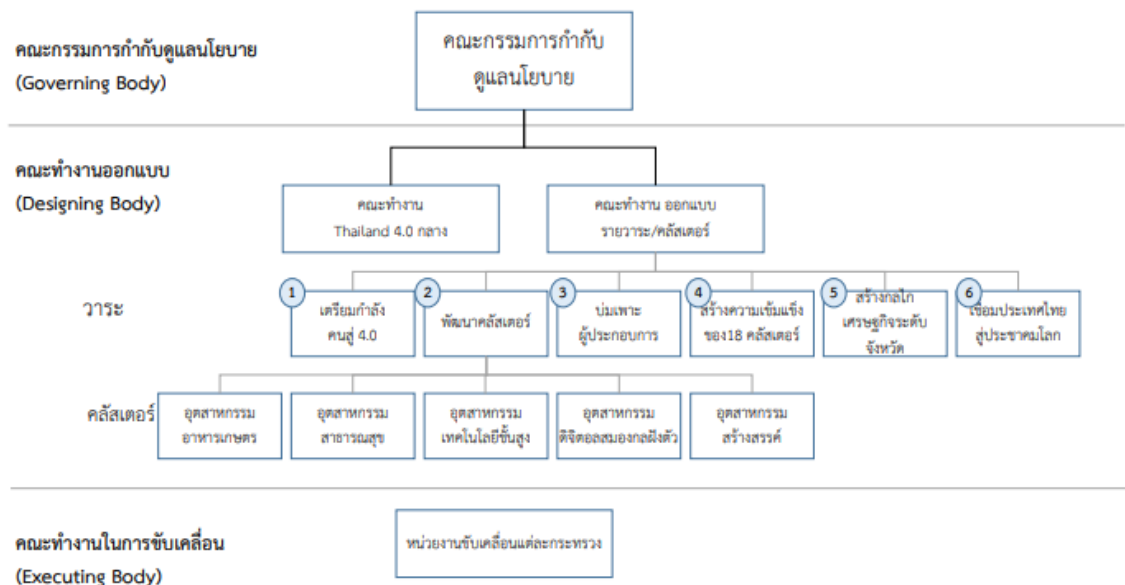 คณะกรรมการกำกับดูแลนโยบาย
(Governing Body)
คณะกรรมการกำกับ
ดูแลนโยบาย
คณะทำงานออกแบบ
(Designing Body)
คณะทำงาน
Thailand 4.0 กลาง
คณะทำงาน ออกแบบ
รายวาระ/คลัสเตอร์
วาระ
1
เตรียมกำลัง
คนสู่ 4.0
2
พัฒนาคลัสเตอร์
3
บ่มเพาะ
ผู้ประกอบการ
4
สร้างความเข้มแข็ง
ของ18 คลัสเตอร์
5
สร้างกลไก
เศรษฐกิจระดับ
จังหวัด
6
เชื่อมประเทศไทย
สู่ประชาคมโลก
คลัสเตอร์
อุตสาหกรรม
อาหารเกษตร
อุตสาหกรรม
สาธารณสุข
อุตสาหกรรม
เทคโนโลยีขั้นสูง
อุตสาหกรรม
ดิจิตอลสมองกลฝังตัว
อุตสาหกรรม
สร้างสรรค์
คณะทำงานในการขับเคลื่อน
(Executing Body)
หน่วยงานขับเคลื่อนแต่ละกระทรวง